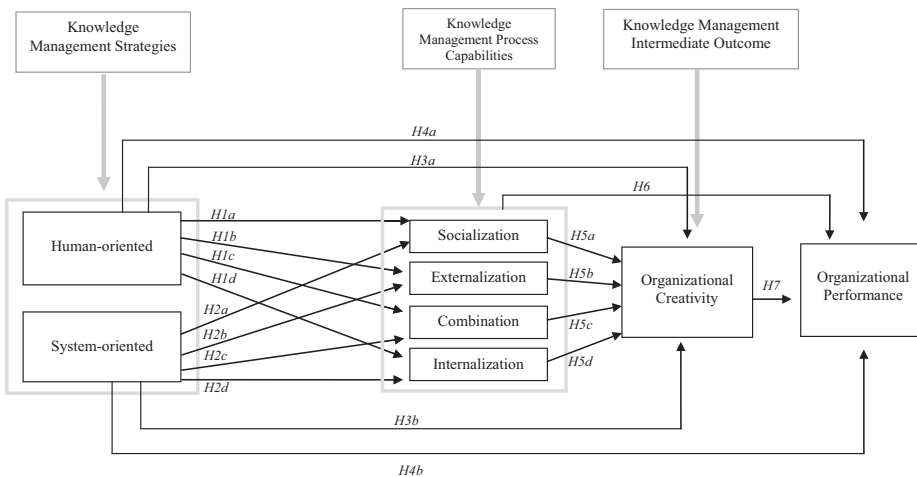 Knowledge
Management Strategies
Knowledge
Management Process
Capabilities
Knowledge Management
Intermediate Outcome
H4a
H3a
H6
Human-oriented
System-oriented
H1a
H1b
H1c
H1d
H2a
H2b
H2c
H2d
Socialization
Externalization
Combination
Internalization
H5a
H5b
H5c
H5d
Organizational
Creativity
H7
Organizational
Performance
H3b
H4b